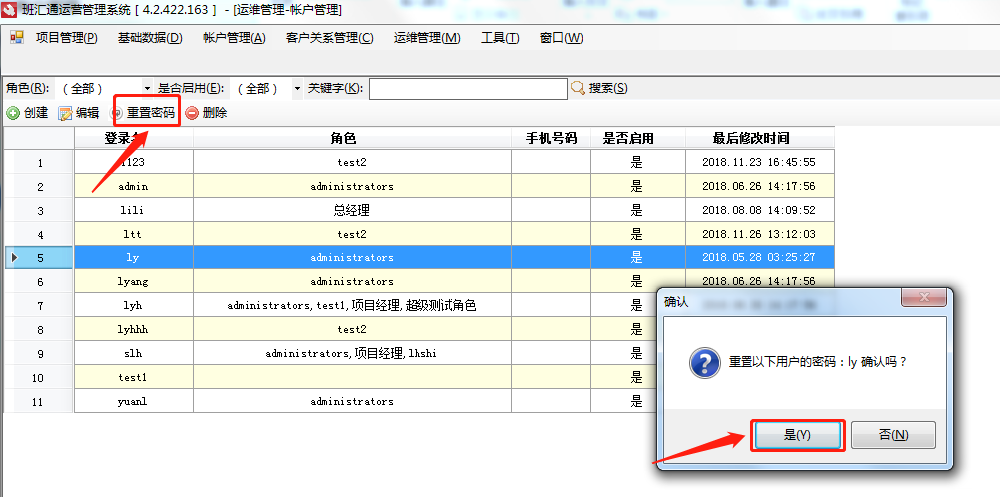 班汇通运营管理系统 [ 4.2.422.163 ] - [运维管理-帐户管理]
项目管理(P) 基础数据(D) 帐户管理(A) 客户关系管理(C) 运维管理(M) 工具(T) 窗口(W)
角色(R): (全部) 是否启用(E): (全部) 关键字(K): 搜索(S)
创建 编辑 重置密码 删除
登录 角色 手机号码 是否启用 最后修改时间
1 1123 test2 是 2018.11.23 16:45:55
2 admin administrators 是 2018.06.26 14:17:56
3 lili 总经理 是 2018.08.08 14:09:52
4 ltt test2 是 2018.11.26 13:12:03
5 ly administrators 是 2018.05.28 03:25:27
6 lyang administrators 是 2018.06.26 14:17:56
7 lyh administrators,test1,项目经理,超级测试角色 是
8 lyhhh test2 是
9 slh administrators,项目经理,lhshi 是
10 test1 是
11 yuanl administrators 是
确认
重置以下用户的密码：ly 确认吗？
是(Y) 否(N)